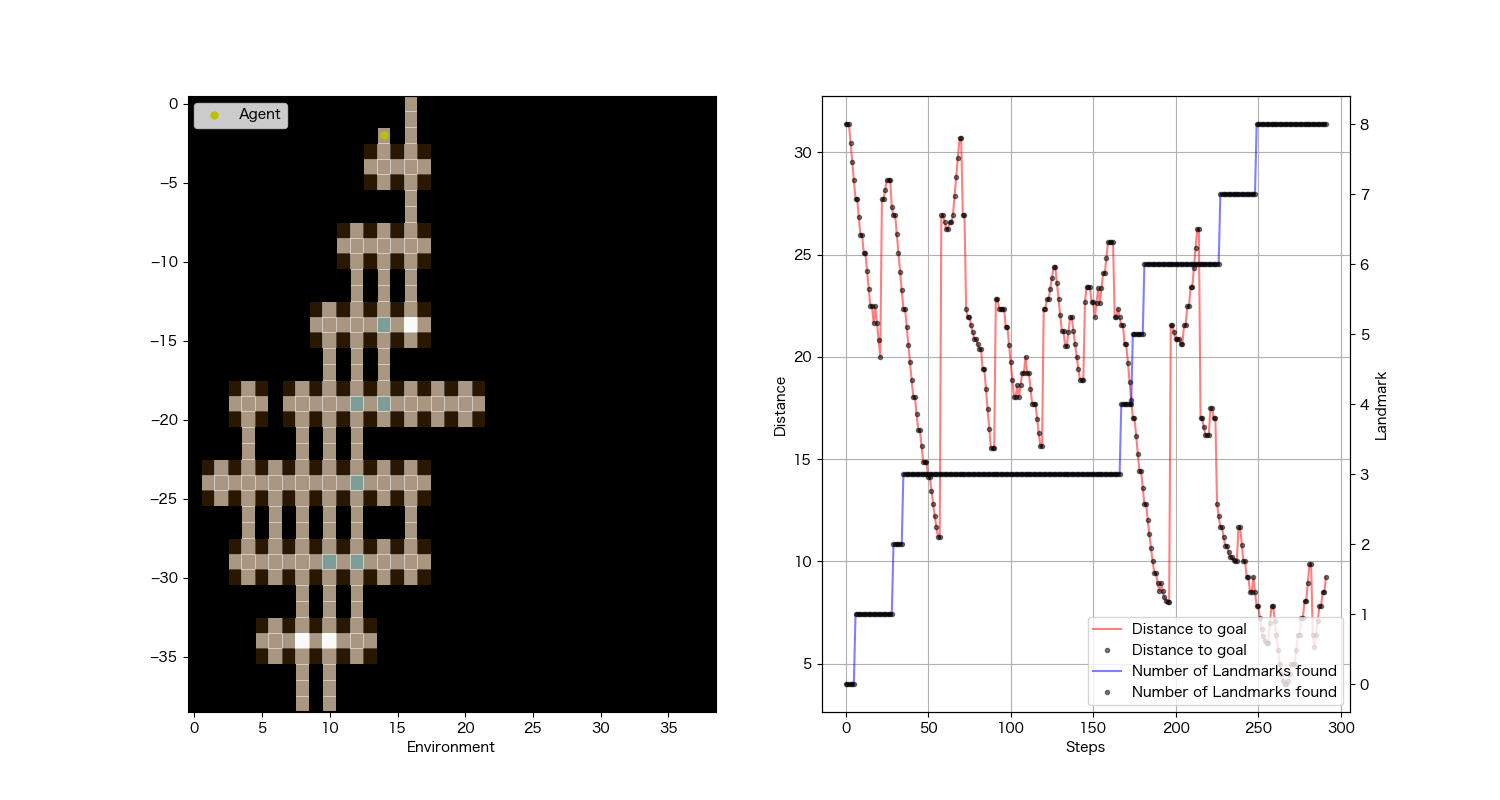 Agent
0
−5
−10
−15
−20
−25
−30
−35
0 5 10 15 20 25 30 35
Environment
30
25
20
15
10
5
Distance
0 50 100 150 200 250 300
Steps
8
7
6
5
4
3
2
1
0
Landmark
Distance to goal
Distance to goal
Number of Landmarks found
Number of Landmarks found